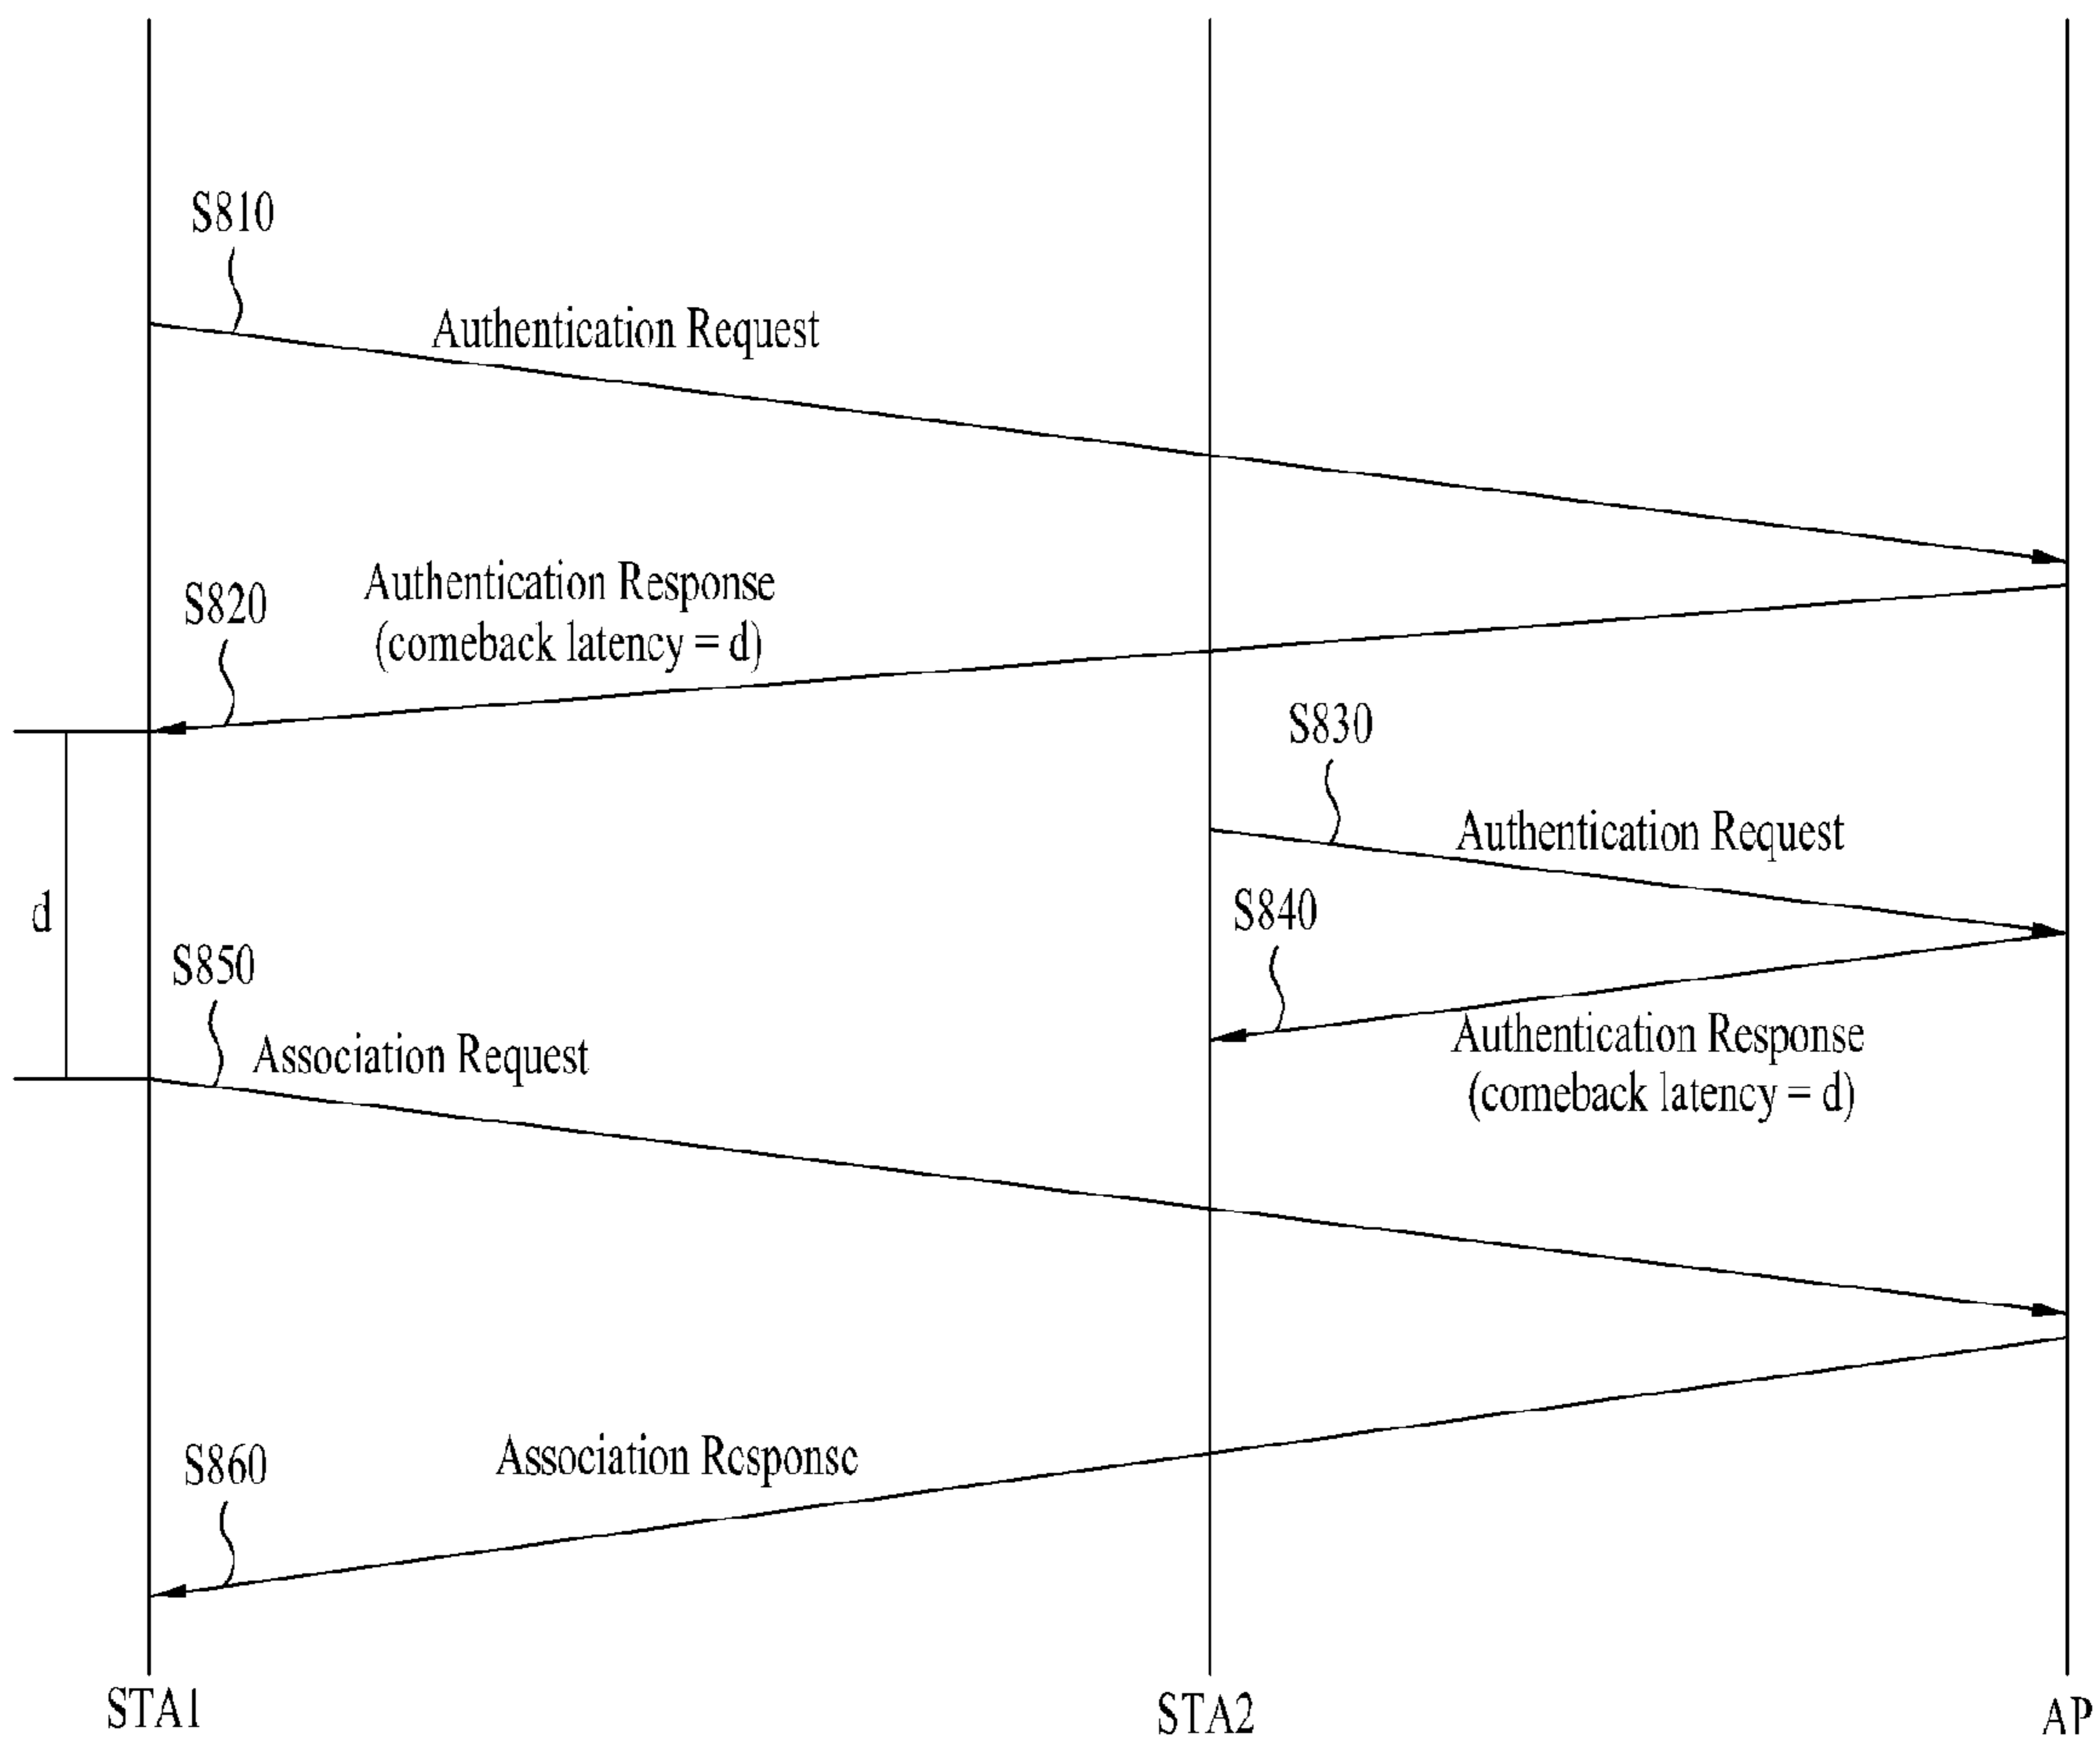 S810
Authentication Request
Authentication Response
(comeback latency = d)
S820
S830
Authentication Request
S840
d
S850
Association Request
Authentication Response
(comeback latency = d)
Association Response
S860
STA1
STA2
AP